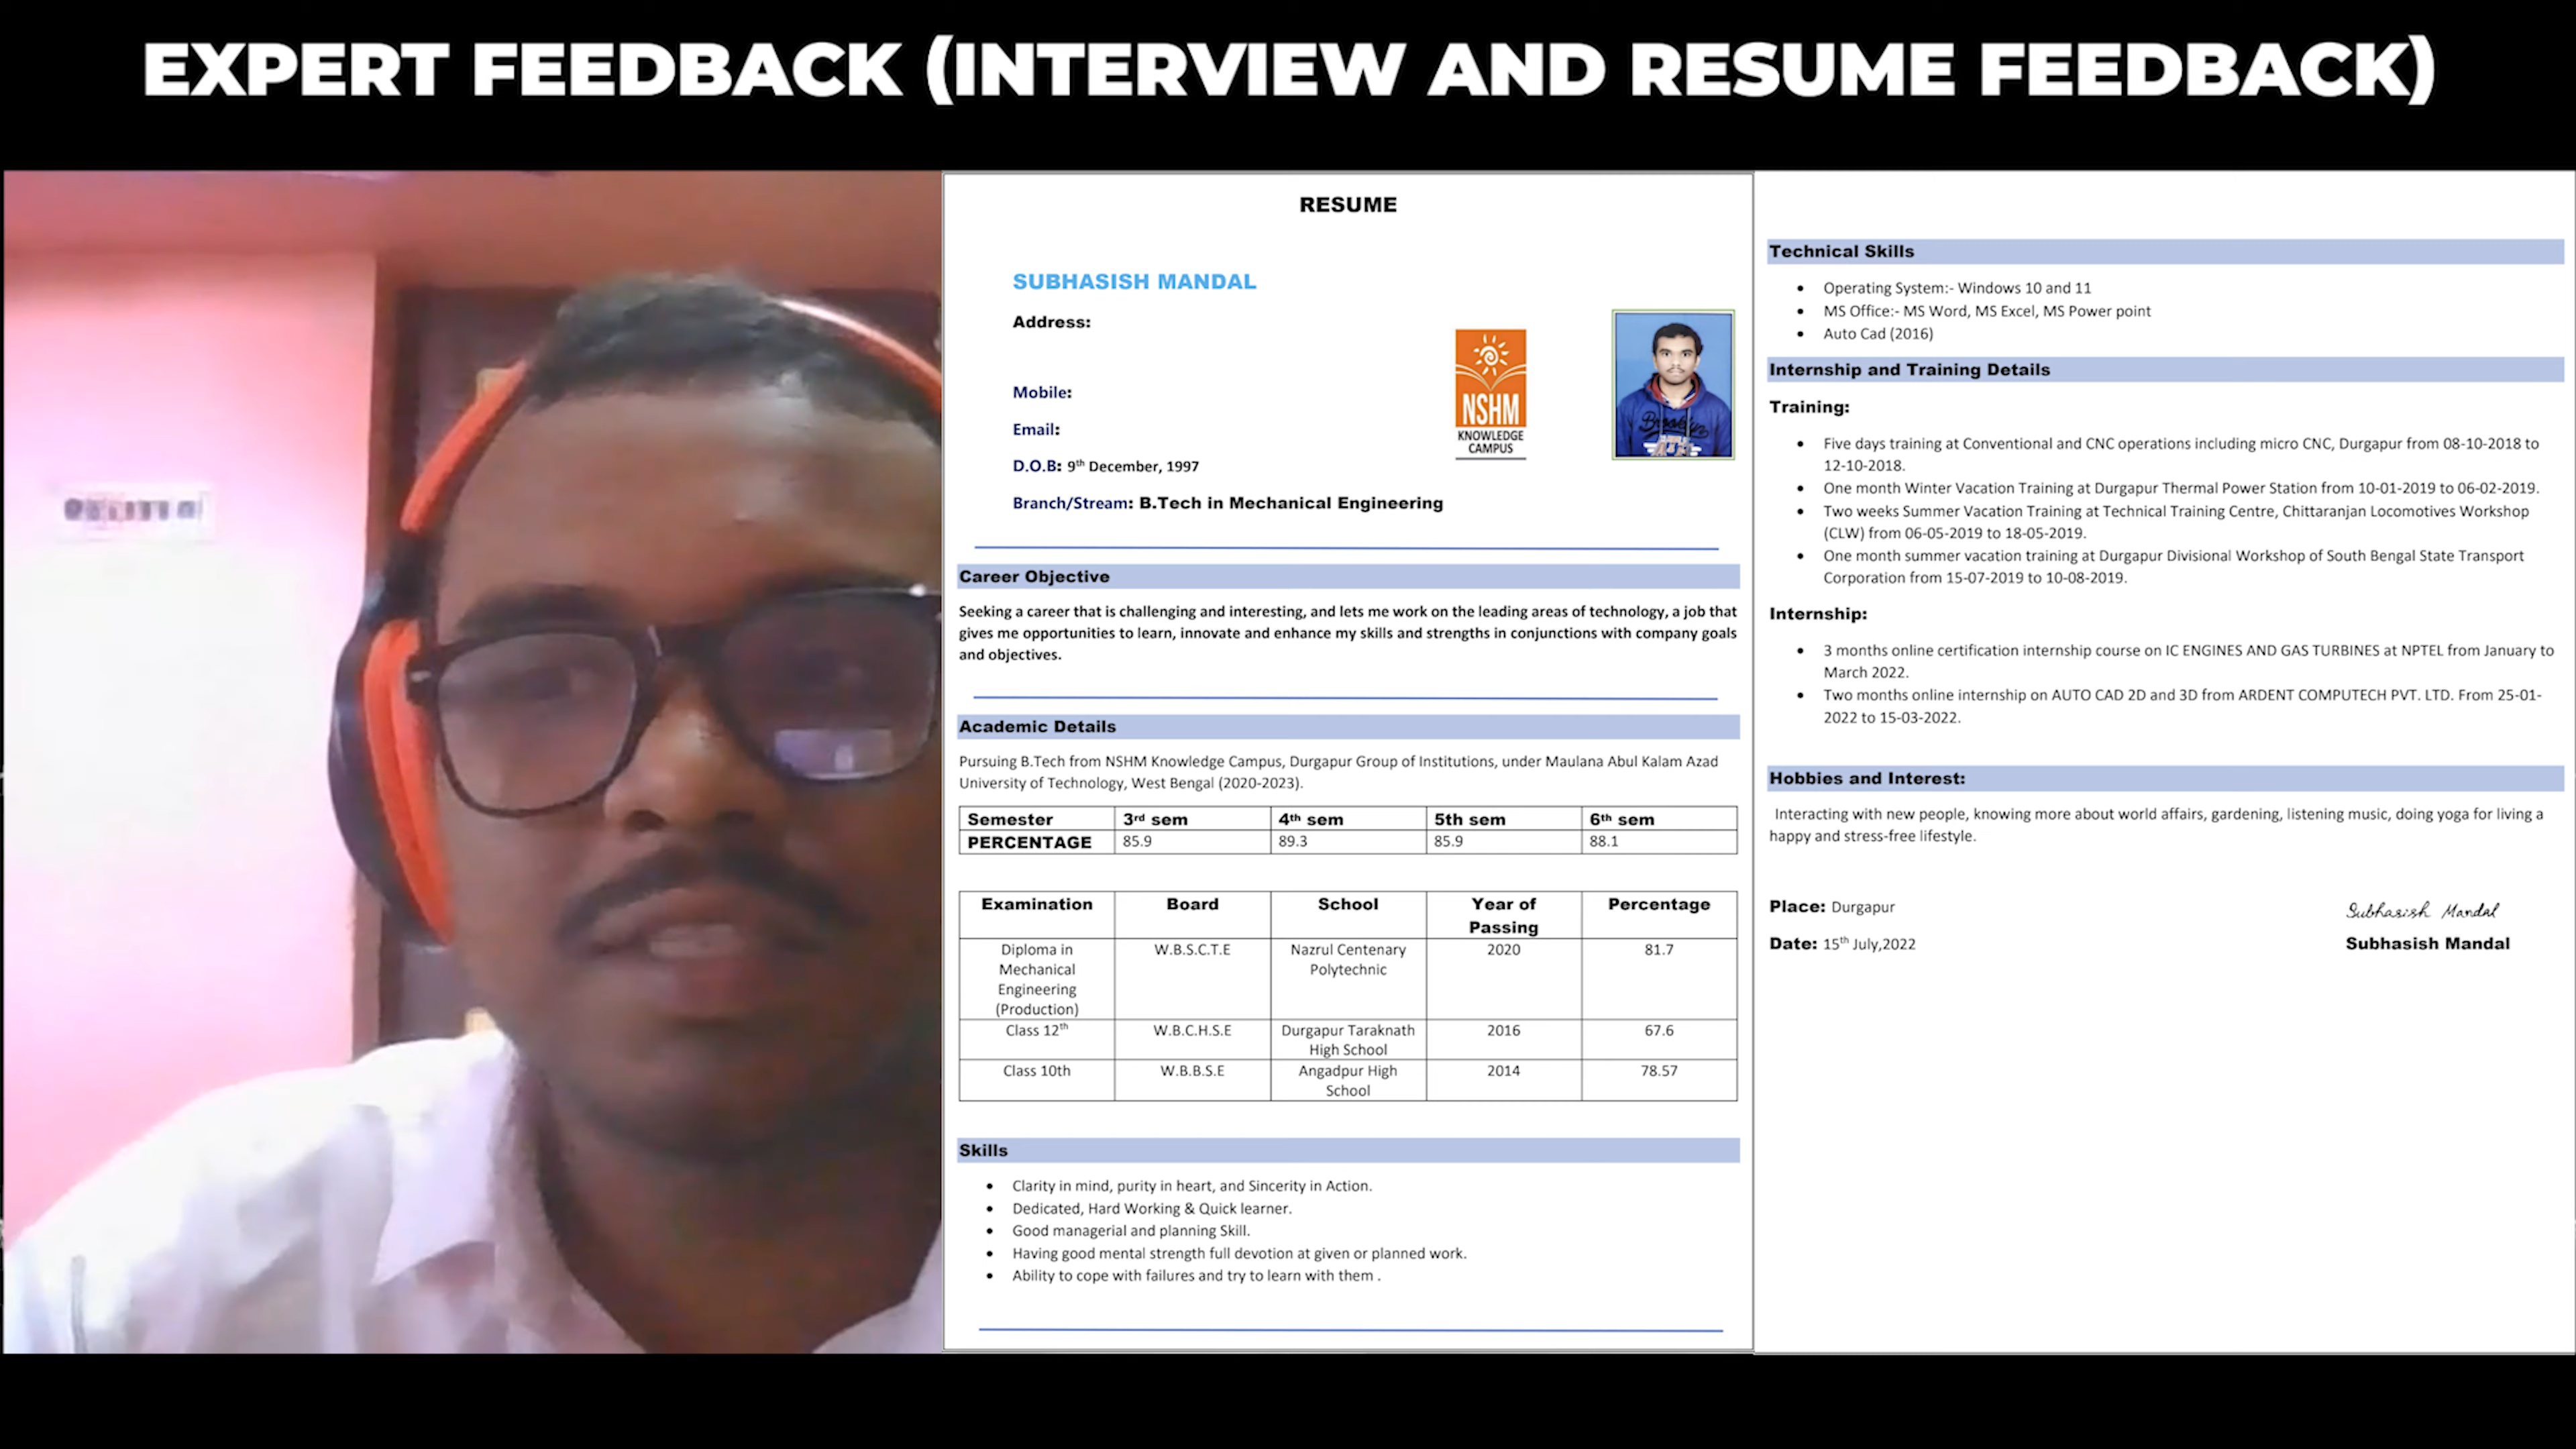 EXPERT FEEDBACK (INTERVIEW AND RESUME FEEDBACK)
RESUME
SUBHASISH MANDAL
Address:
Mobile:
Email:
D.O.B: 9th December, 1997
Branch/Stream: B.Tech in Mechanical Engineering
NSHM
KNOWLEDGE
CAMPUS
Career Objective
Seeking a career that is challenging and interesting, and lets me work on the leading areas of technology, a job that
gives me opportunities to learn, innovate and enhance my skills and strengths in conjunctions with company goals
and objectives.
Academic Details
Pursuing B.Tech from NSHM Knowledge Campus, Durgapur Group of Institutions, under Maulana Abul Kalam Azad
University of Technology, West Bengal (2020-2023).
Semester 3rd sem 4th sem 5th sem 6th sem
PERCENTAGE 85.9 89.3 85.9 88.1
Examination Board School Year of Passing Percentage
Diploma in Mechanical Engineering (Production) W.B.S.C.T.E Nazrul Centenary Polytechnic 2020 81.7
Class 12th W.B.C.H.S.E Durgapur Taraknath High School 2016 67.6
Class 10th W.B.B.S.E Angadpur High School 2014 78.57
Skills
• Clarity in mind, purity in heart, and Sincerity in Action.
• Dedicated, Hard Working & Quick learner.
• Good managerial and planning Skill.
• Having good mental strength full devotion at given or planned work.
• Ability to cope with failures and try to learn with them .
Technical Skills
• Operating System:- Windows 10 and 11
• MS Office:- MS Word, MS Excel, MS Power point
• Auto Cad (2016)
Internship and Training Details
Training:
• Five days training at Conventional and CNC operations including micro CNC, Durgapur from 08-10-2018 to
12-10-2018.
• One month Winter Vacation Training at Durgapur Thermal Power Station from 10-01-2019 to 06-02-2019.
• Two weeks Summer Vacation Training at Technical Training Centre, Chittaranjan Locomotives Workshop
(CLW) from 06-05-2019 to 18-05-2019.
• One month summer vacation training at Durgapur Divisional Workshop of South Bengal State Transport
Corporation from 15-07-2019 to 10-08-2019.
Internship:
• 3 months online certification internship course on IC ENGINES AND GAS TURBINES at NPTEL from January to
March 2022.
• Two months online internship on AUTO CAD 2D and 3D from ARDENT COMPUTECH PVT. LTD. From 25-01-
2022 to 15-03-2022.
Hobbies and Interest:
Interacting with new people, knowing more about world affairs, gardening, listening music, doing yoga for living a
happy and stress-free lifestyle.
Place: Durgapur
Subhasish Mandal
Date: 15th July,2022
Subhasish Mandal